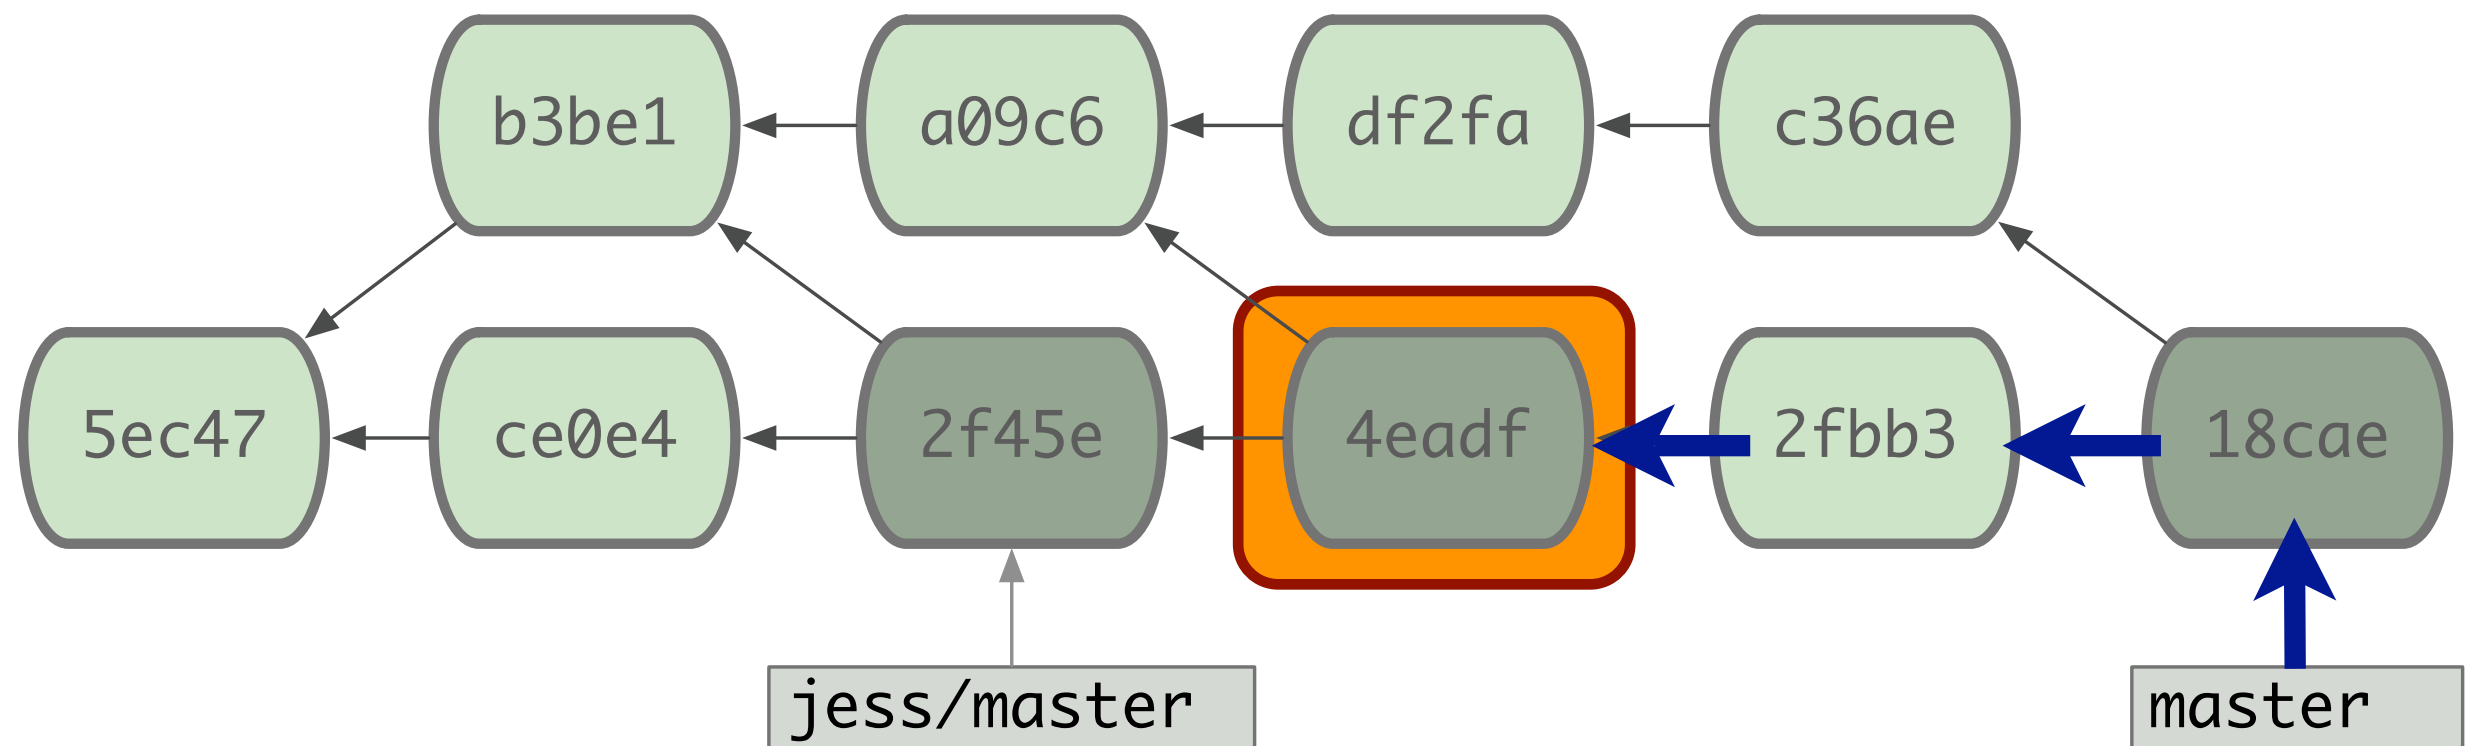 b3be1 a09c6 df2fa c36ae
5ec47 ce0e4 2f45e 4eadf 2fbb3 18cae
jess/master master